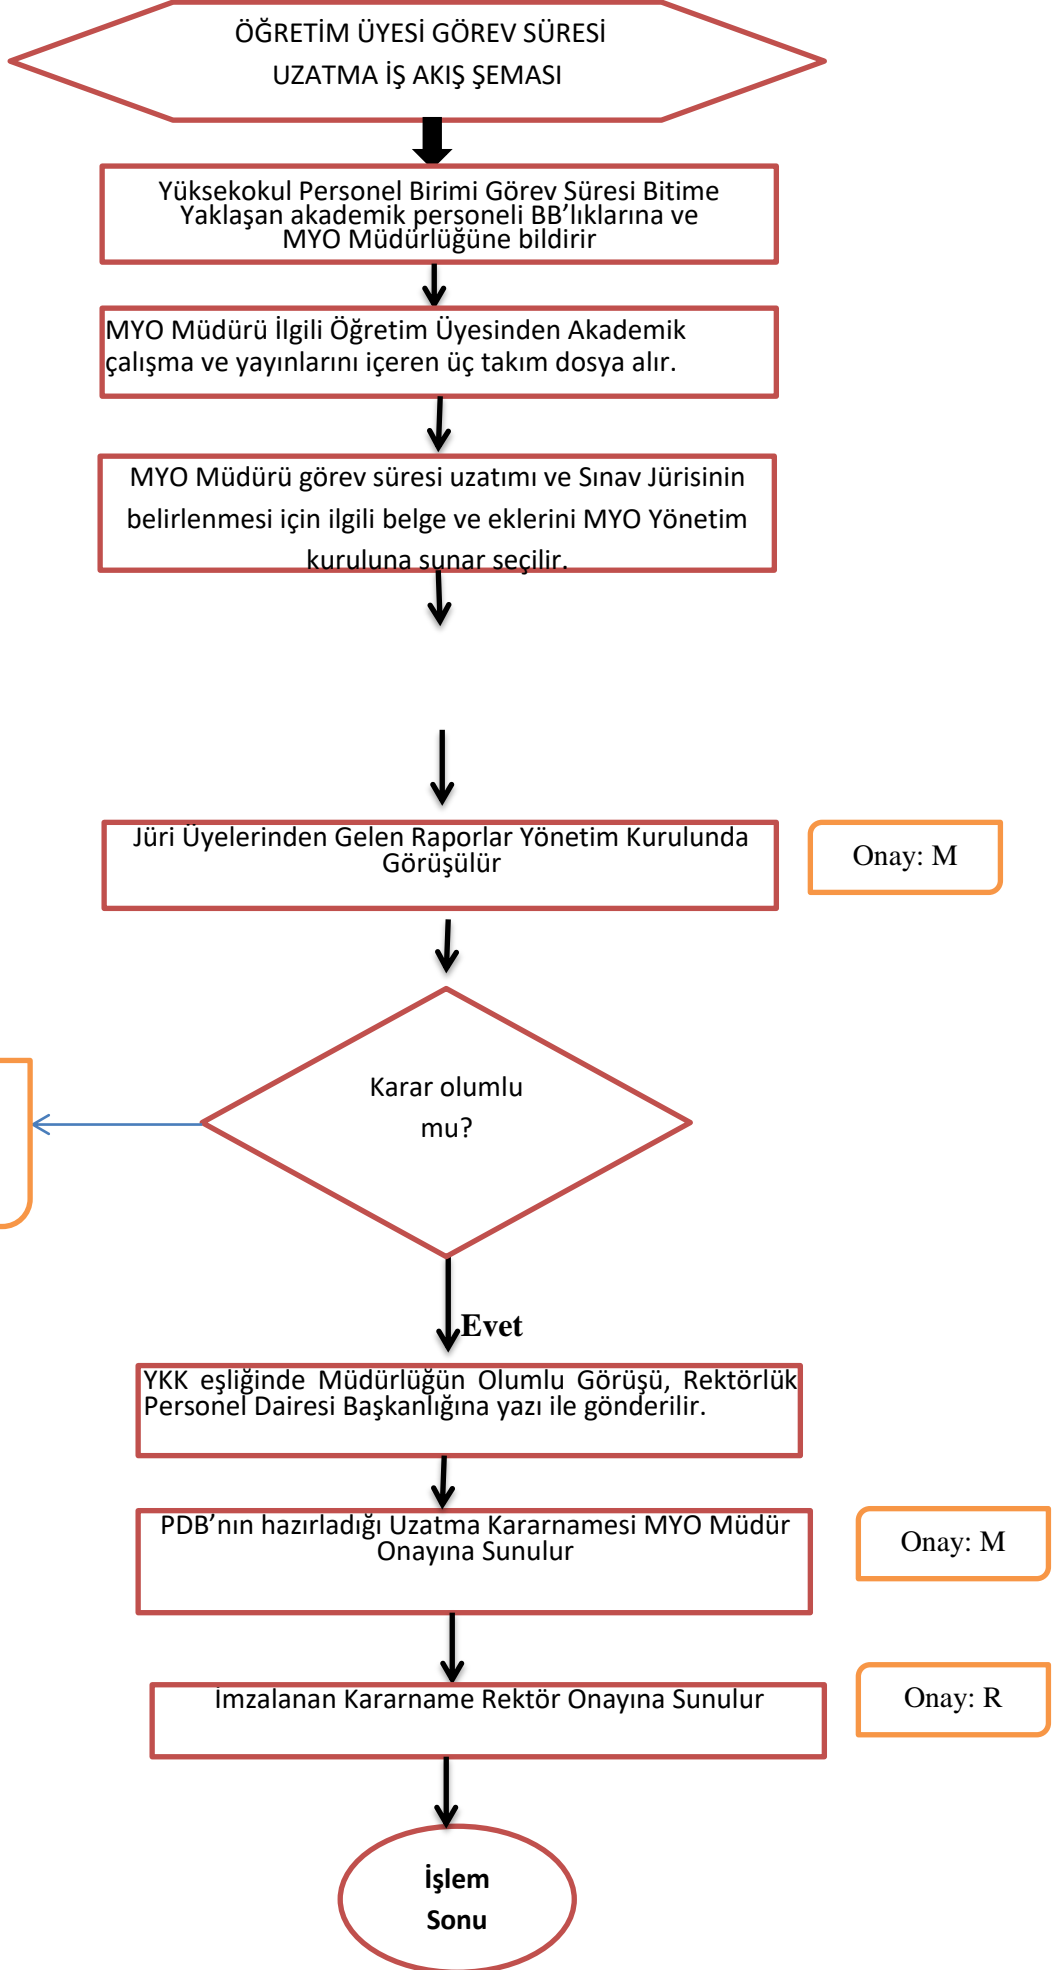 ÖĞRETİM ÜYESİ GÖREV SÜRESİ
UZATMA İŞ AKIŞ ŞEMASI
Yüksekokul Personel Birimi Görev Süresi Bitime
Yaklaşan akademik personeli BB’lıklarına ve
MYO Müdürlüğüne bildirir
MYO Müdürü İlgili Öğretim Üyesinden Akademik
çalışma ve yayınlarını içeren üç takım dosya alır.
MYO Müdürü görev süresi uzatımı ve Sınav Jürisinin
belirlenmesi için ilgili belge ve eklerini MYO Yönetim
kuruluna sunar seçilir.
Jüri Üyelerinden Gelen Raporlar Yönetim Kurulunda
Görüşülür
Onay: M
Karar olumlu
mu?
Evet
YKK eşliğinde Müdürlüğün Olumlu Görüşü, Rektörlük
Personel Dairesi Başkanlığına yazı ile gönderilir.
PDB’nın hazırladığı Uzatma Kararnamesi MYO Müdür
Onayına Sunulur
Onay: M
İmzalanan Kararname Rektör Onayına Sunulur
Onay: R
İşlem
Sonu